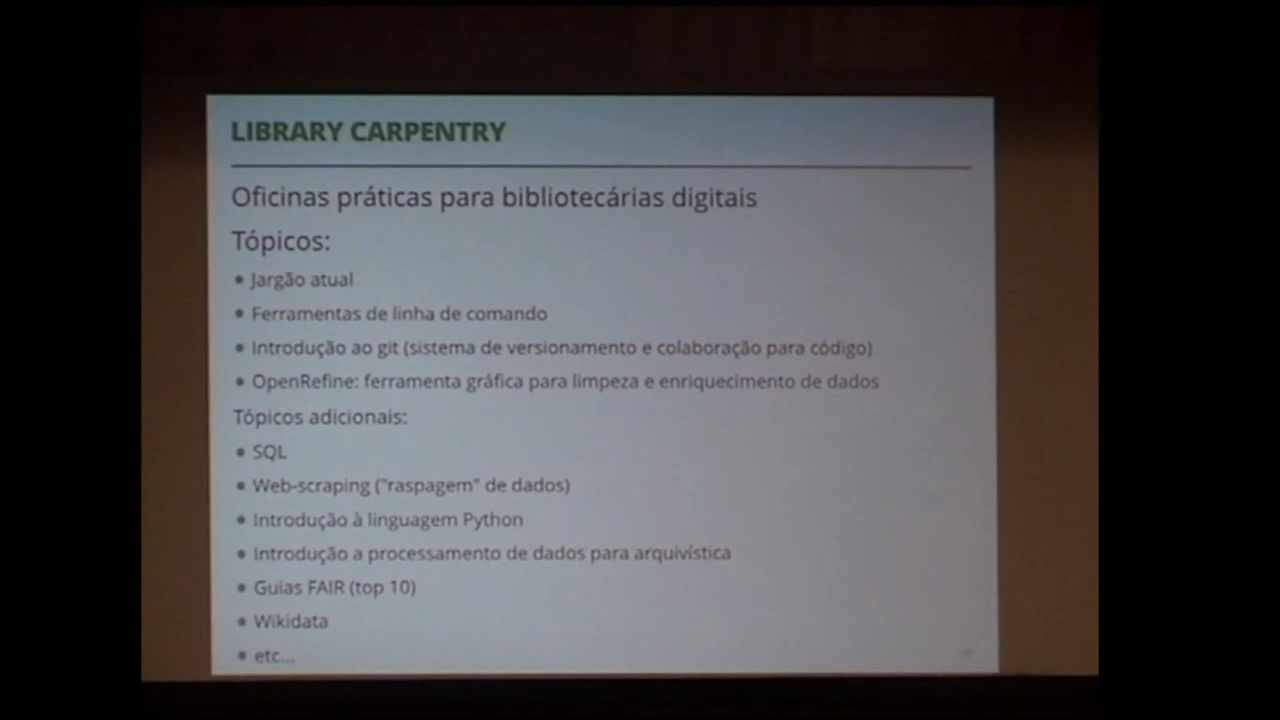 LIBRARY CARPENTRY
Oficinas práticas para bibliotecárias digitais
Tópicos:
• Jargão atual
• Ferramentas de linha de comando
• Introdução ao git (sistema de versionamento e colaboração para código)
• OpenRefine: ferramenta gráfica para limpeza e enriquecimento de dados
Tópicos adicionais:
• SQL
• Web-scraping ("raspagem" de dados)
• Introdução à linguagem Python
• Introdução a processamento de dados para arquivística
• Guias FAIR (top 10)
• Wikidata
• etc...